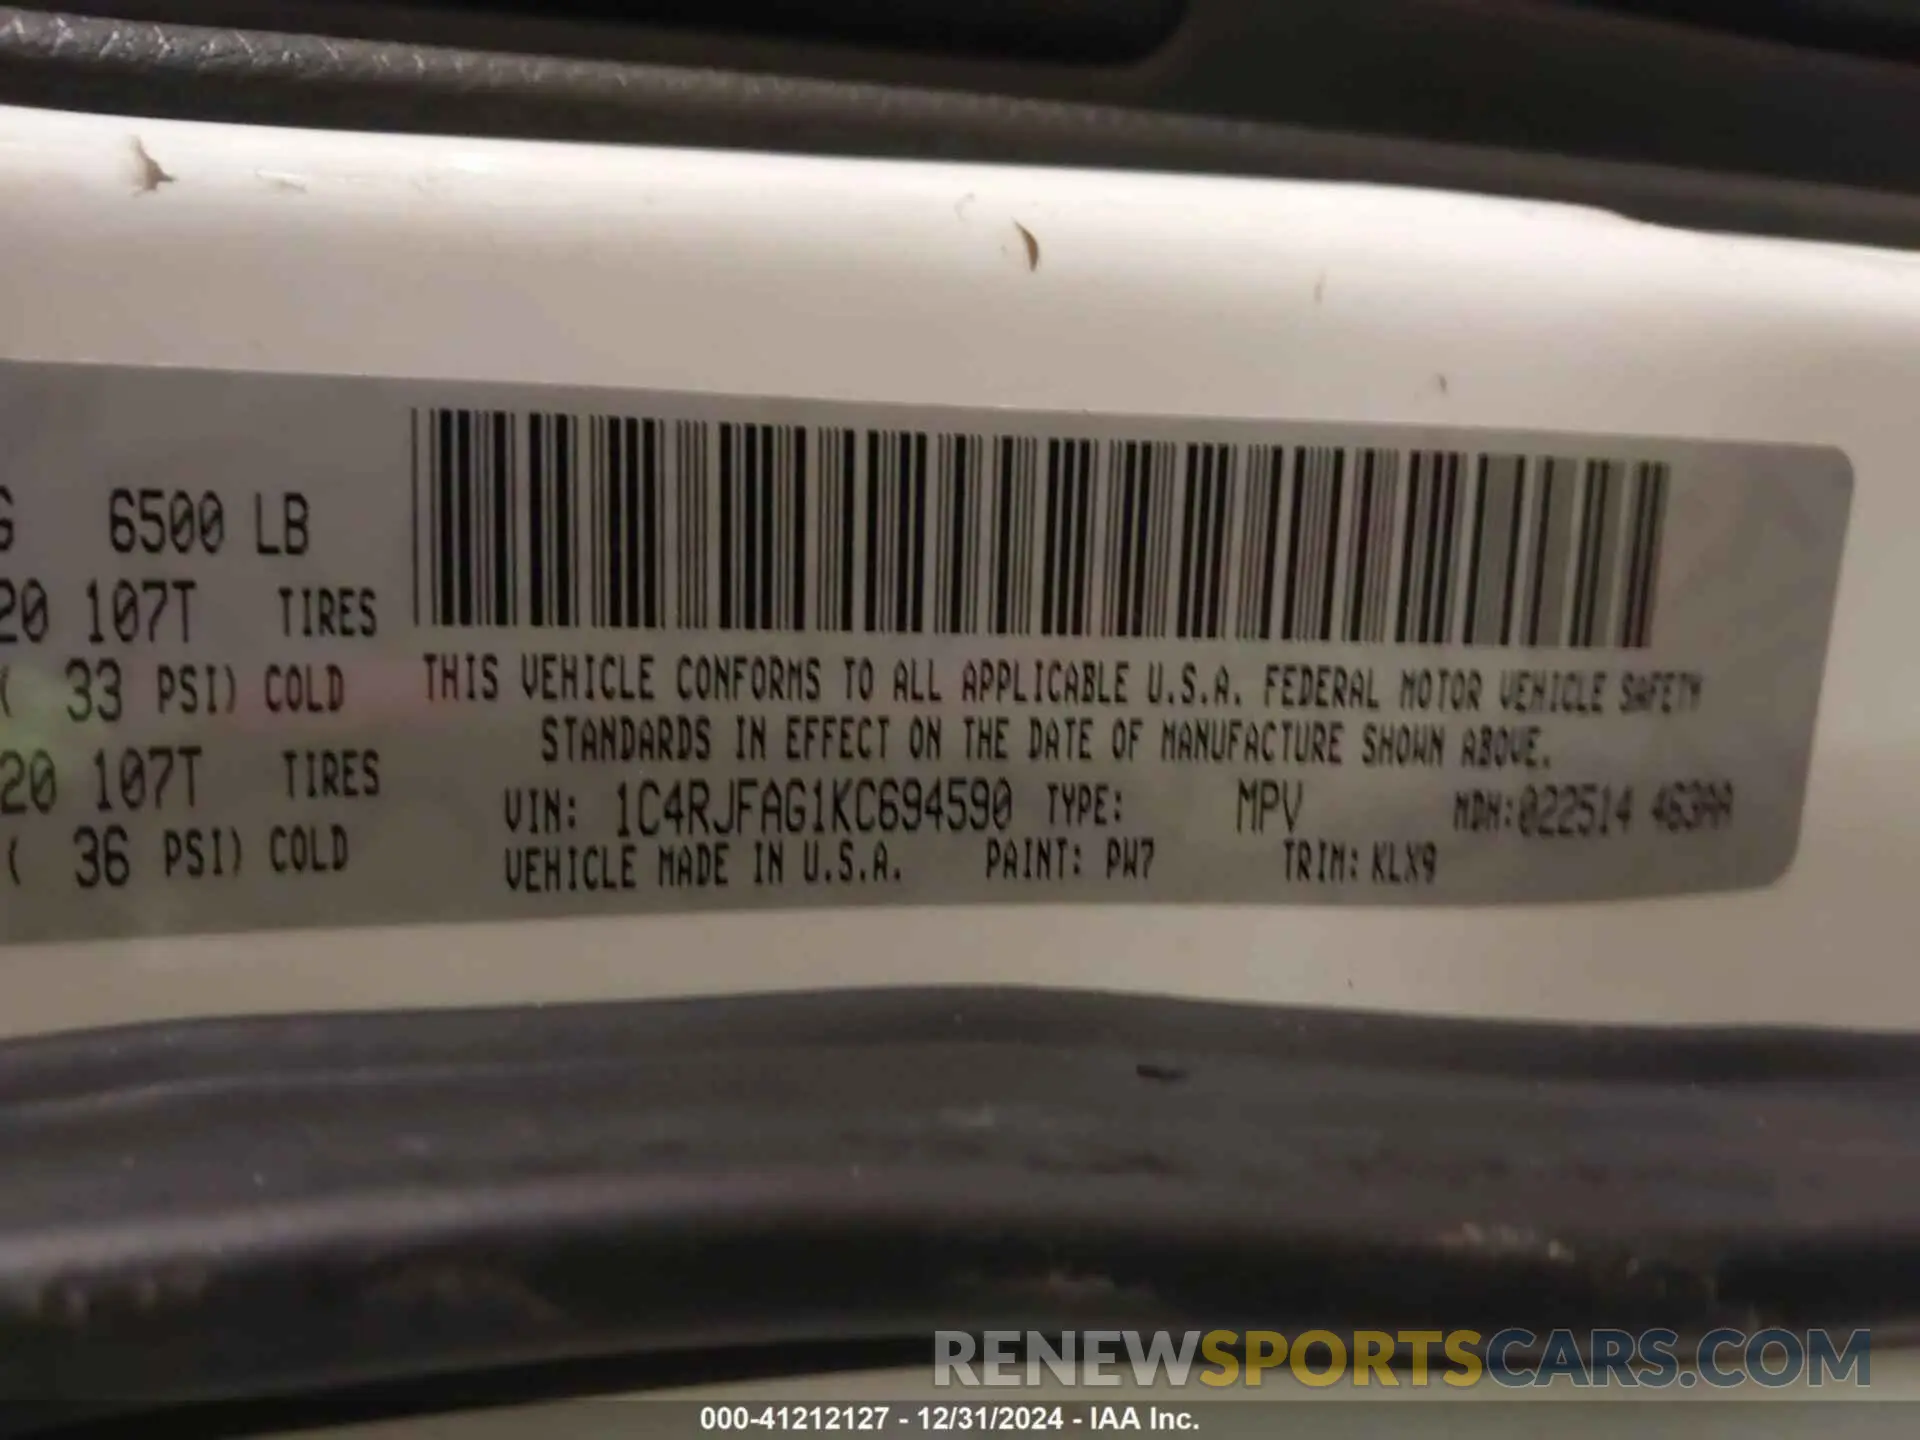 G 6500 LB
20 107T TIRES
( 33 PSI) COLD
20 107T TIRES
( 36 PSI) COLD
THIS VEHICLE CONFORMS TO ALL APPLICABLE U.S.A. FEDERAL MOTOR VEHICLE SAFETY
STANDARDS IN EFFECT ON THE DATE OF MANUFACTURE SHOWN ABOVE.
VIN: 1C4RJFAG1KC694590 TYPE: MPV MDH:022514 463AA
VEHICLE MADE IN U.S.A. PAINT: PW7 TRIM: KLX9
RENEWSPORTSCARS.COM
000-41212127 - 12/31/2024 - IAA Inc.